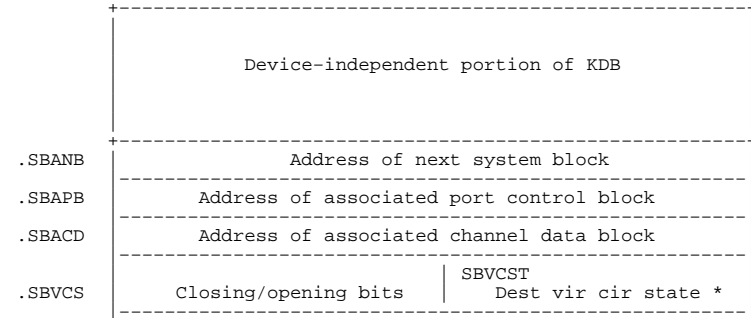 Device-independent portion of KDB
.SBANB Address of next system block
.SBAPB Address of associated port control block
.SBACD Address of associated channel data block
SBVCST
.SBVCS Closing/opening bits Dest vir cir state *